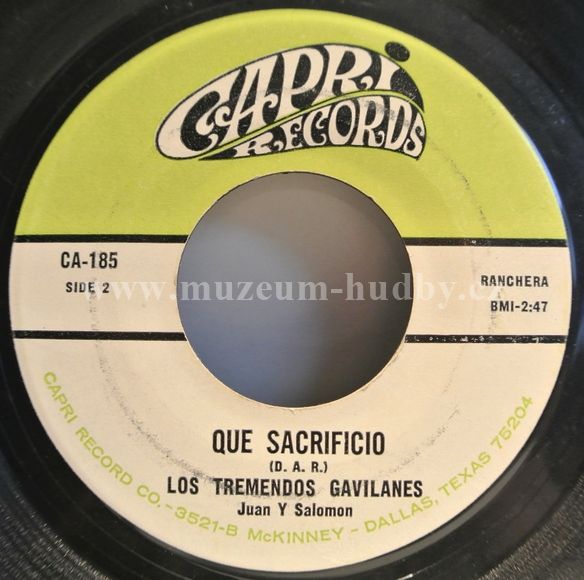 CAPRI
RECORDS
CA-185
SIDE 2
RANCHERA
BMI-2:47
www.muzeum-hudby.cz
QUE SACRIFICIO
(D. A. R.)
LOS TREMENDOS GAVILANES
Juan Y Salomon
CAPRI RECORD CO.-3521-B McKINNEY-DALLAS, TEXAS 75204